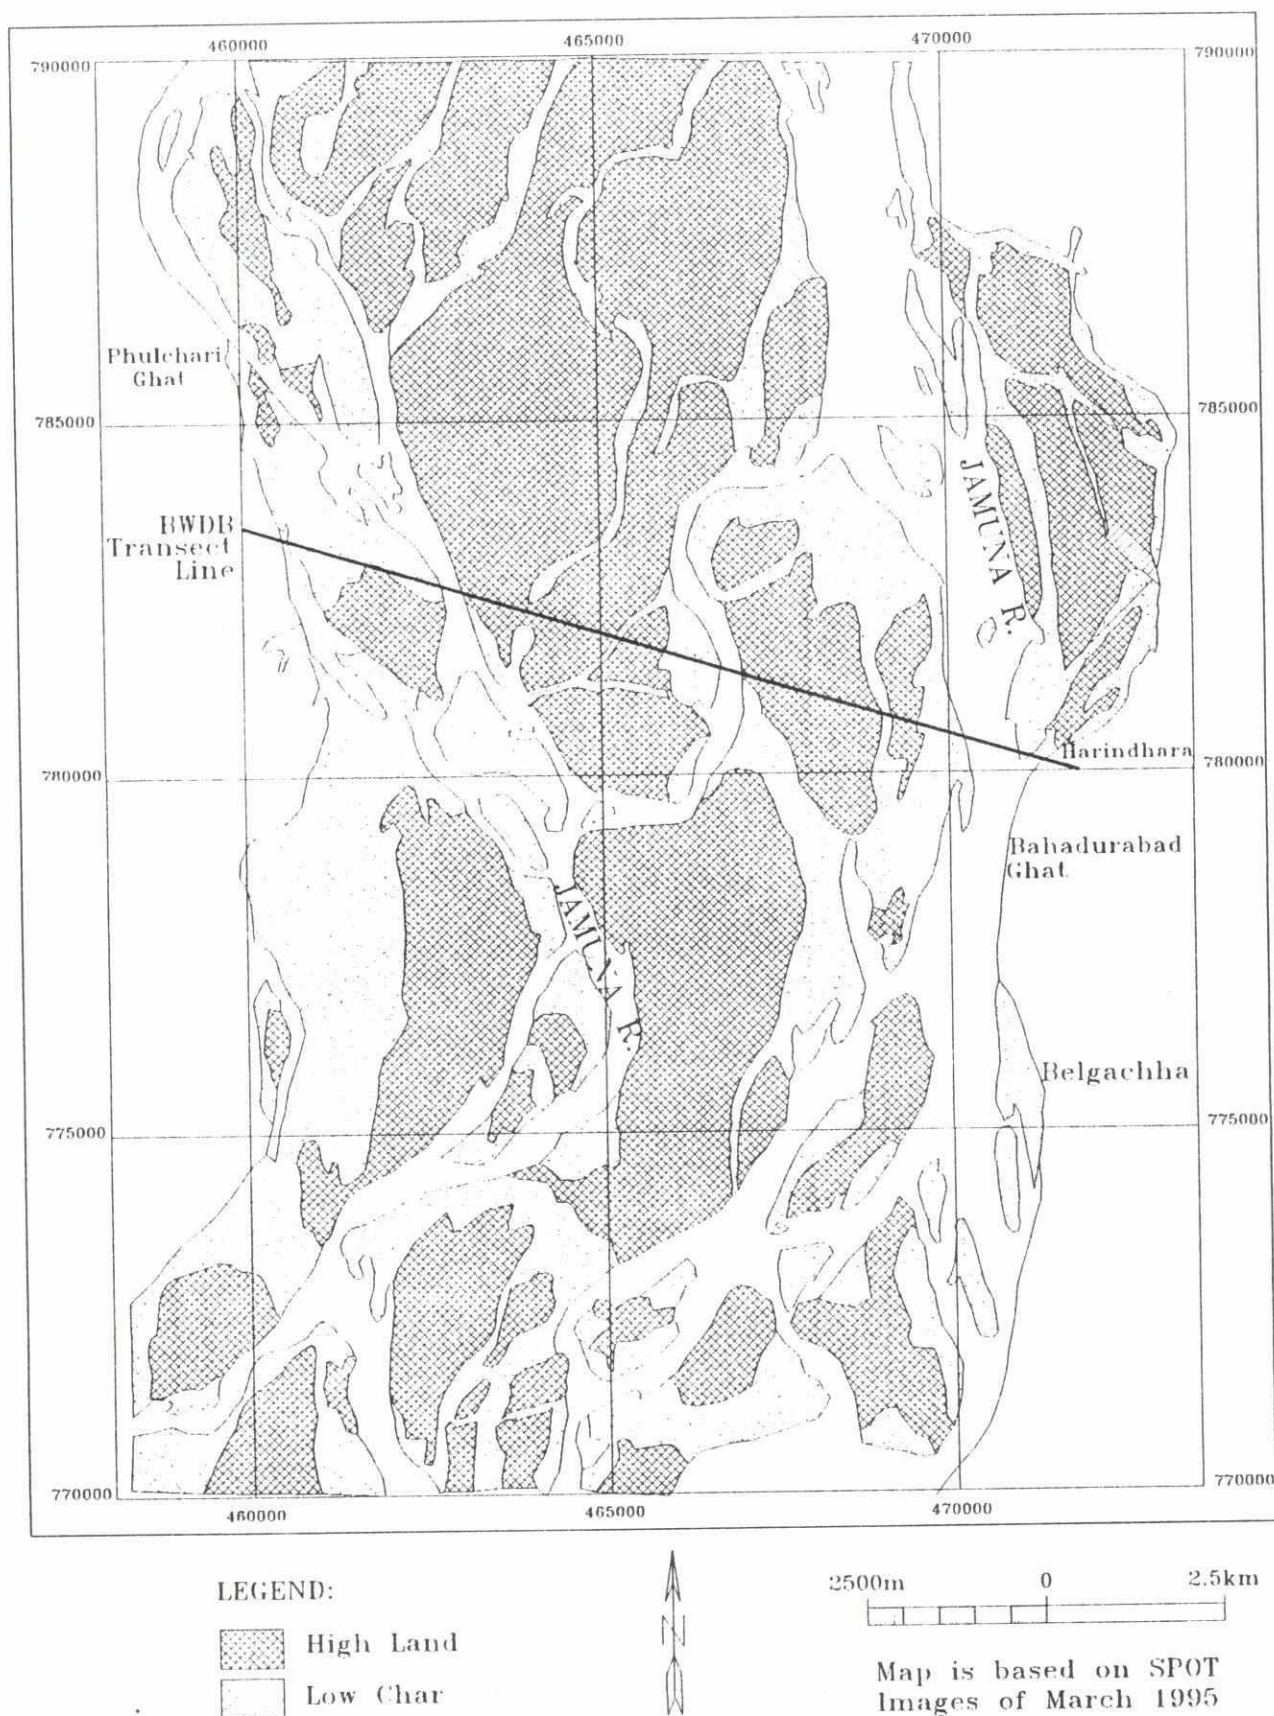 460000 465000 470000
790000 790000
Phulchari
Ghat
785000 785000
JAMUNA R.
BWDB
Transect
Line
Harindhara
780000 780000
Bahadurabad
Ghat
JAMUNA R.
Belgachha
775000 775000
770000 770000
460000 465000 470000
LEGEND:
High Land
Low Char
N
2500m 0 2.5km
Map is based on SPOT
Images of March 1995